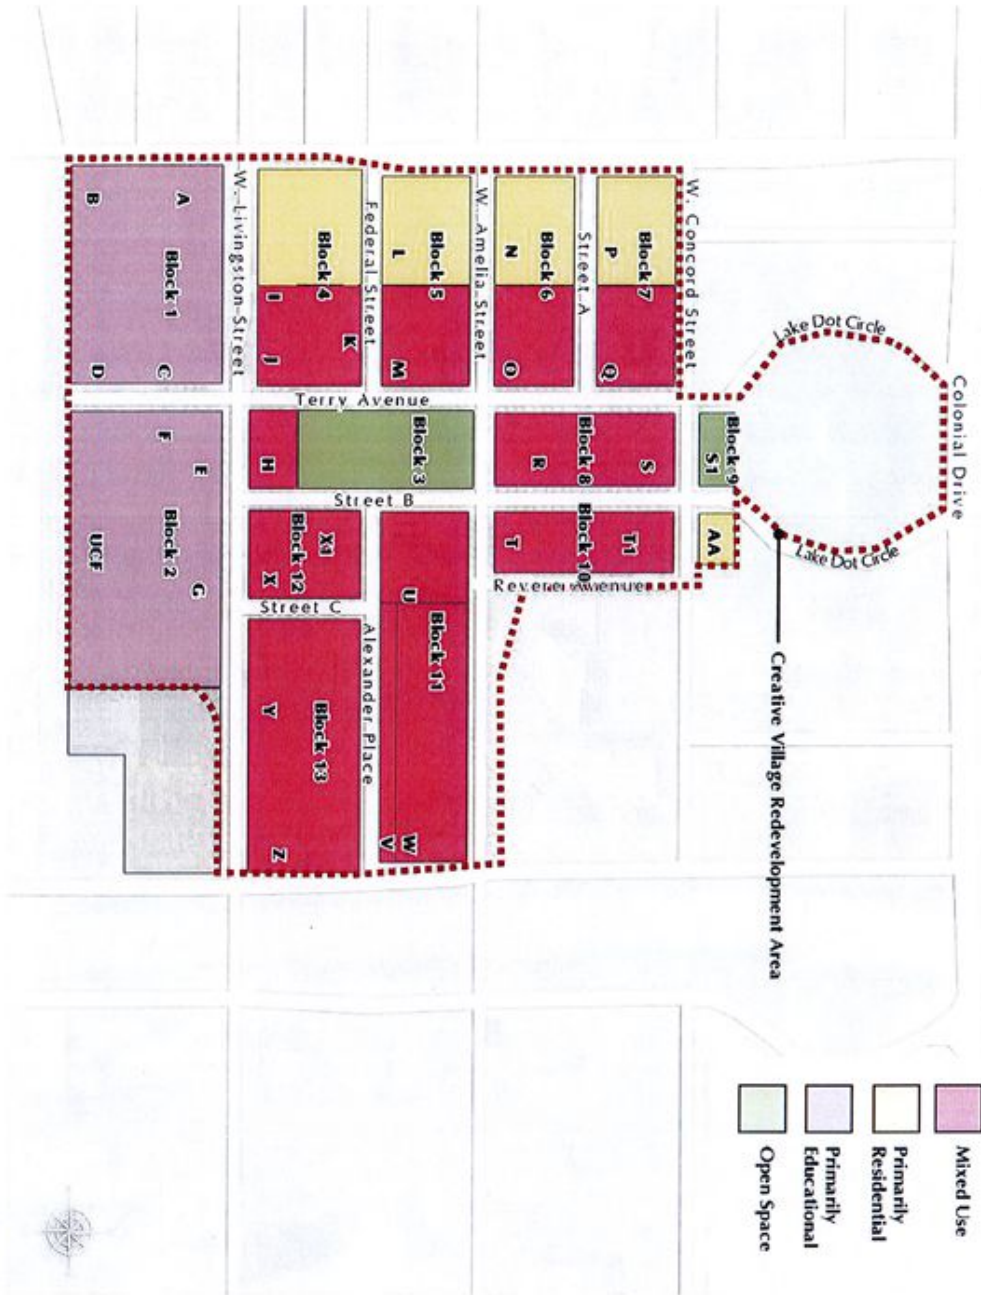 Colonial Drive
Lake Dot Circle
Lake Dot Circle
Creative Village Redevelopment Area
W. Concord Street
Block 7
P
Q
Block 9
S1
AA
Street A
Block 6
N
O
Block 8
S
R
Block 10
T1
T
Revere Avenue
W. Amelia Street
Block 5
L
M
Block 3
Block 11
U
W
V
Federal Street
Terry Avenue
Street B
Alexander Place
Block 4
K
I
J
H
Block 12
X1
X
Street C
Block 13
Y
Z
W. Livingston Street
Block 1
A
B
C
D
Block 2
E
F
G
UCF
Mixed Use
Primarily
Residential
Primarily
Educational
Open Space